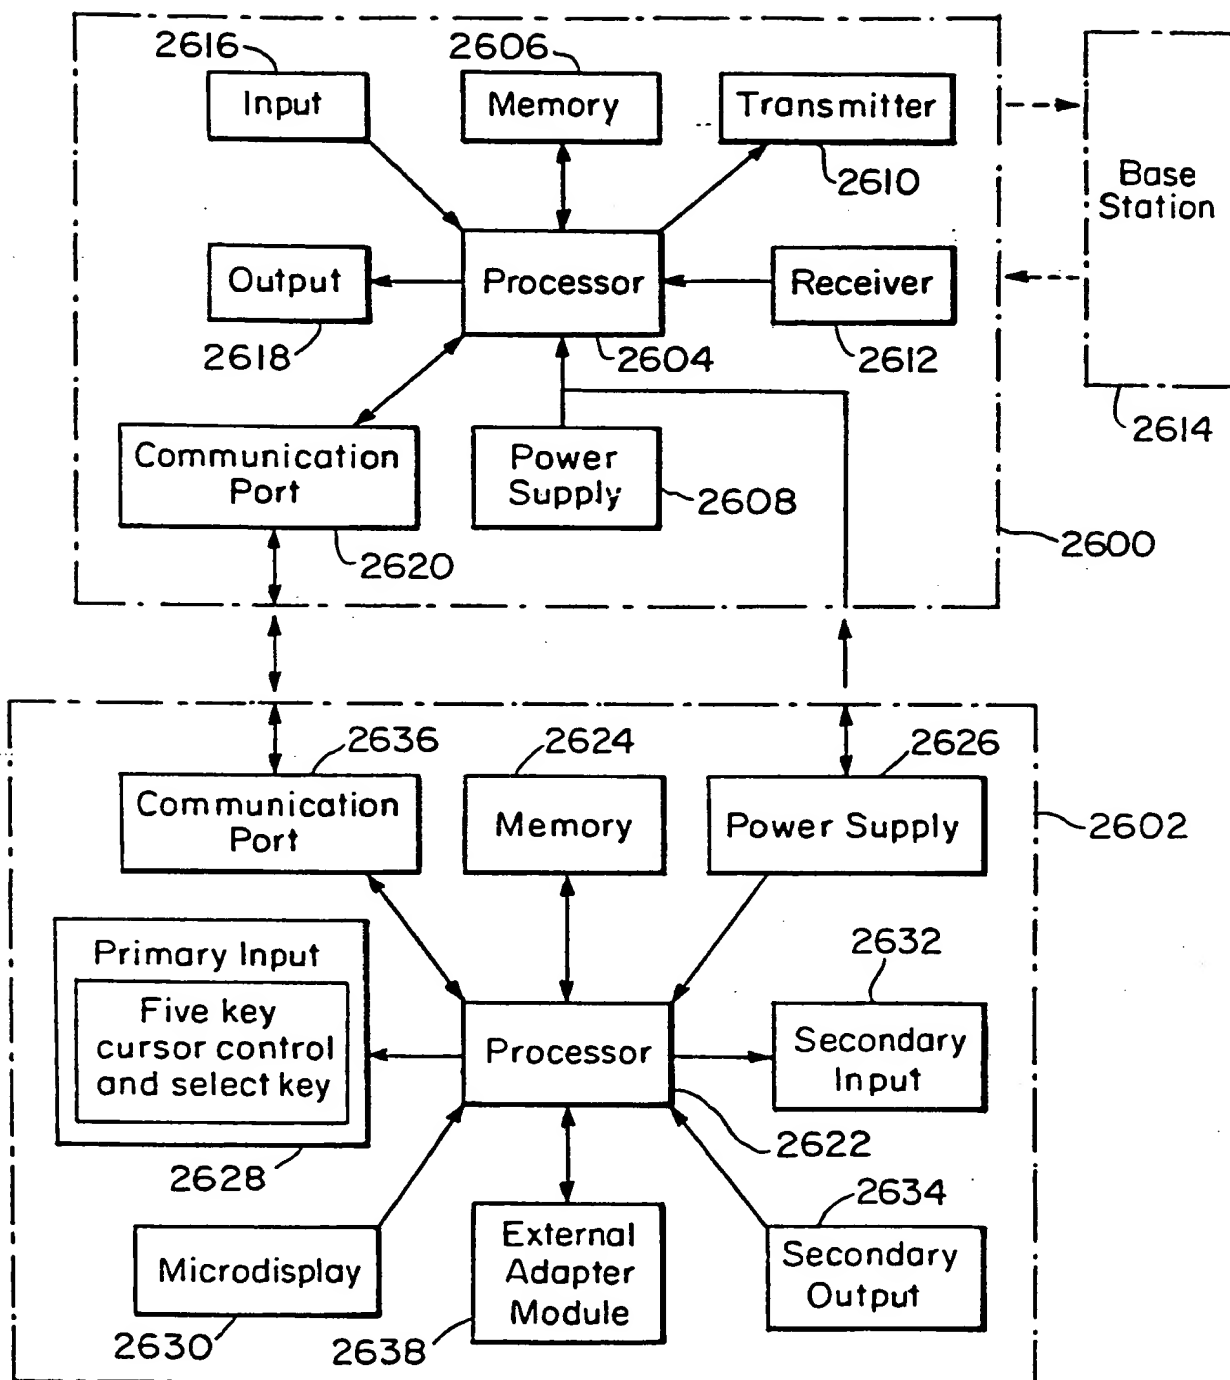 2616
Input
2606
Memory
Transmitter
2610
Base
Station
2614
Output
2618
Processor
2604
Receiver
2612
Communication
Port
2620
Power
Supply
2608
2600
2636
Communication
Port
2624
Memory
2626
Power Supply
2602
Primary Input
Five key
cursor control
and select key
2628
Processor
2622
2632
Secondary
Input
Microdisplay
2630
External
Adapter
Module
2638
2634
Secondary
Output